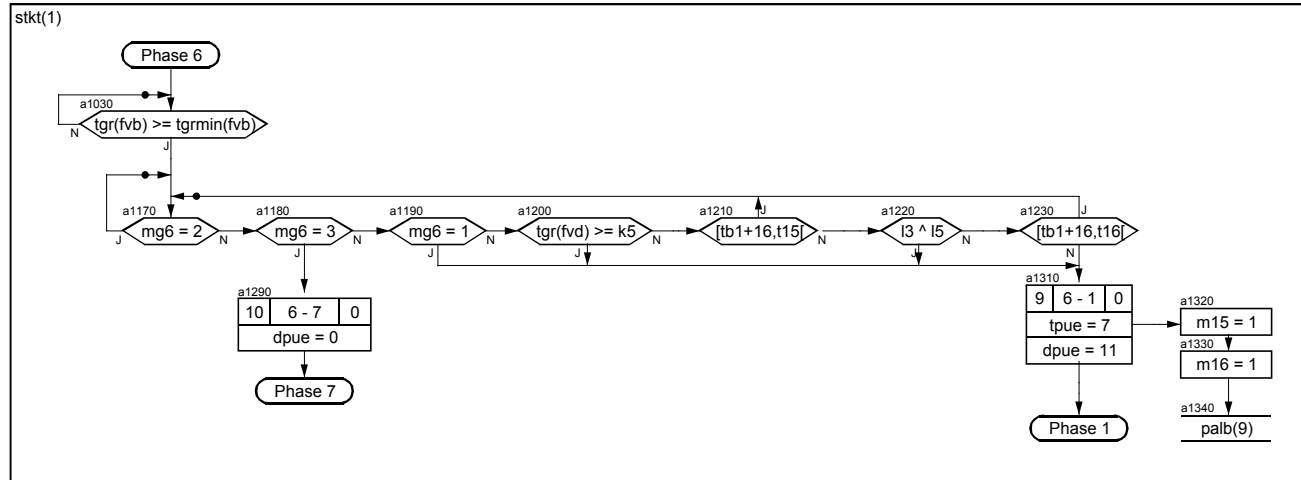 stkt(1)
Phase 6
a1030
tgr(fvb) >= tgrmin(fvb)
N
J
a1170
mg6 = 2
J
N
a1180
mg6 = 3
N
J
a1190
mg6 = 1
N
J
a1200
tgr(fvd) >= k5
N
J
a1210
[tb1+16,t15[
J
N
a1220
l3 ^ l5
N
J
a1230
[tb1+16,t16[
J
N
a1290
10 6 - 7 0
dpue = 0
Phase 7
a1310
9 6 - 1 0
tpue = 7
dpue = 11
Phase 1
a1320
m15 = 1
a1330
m16 = 1
a1340
palb(9)